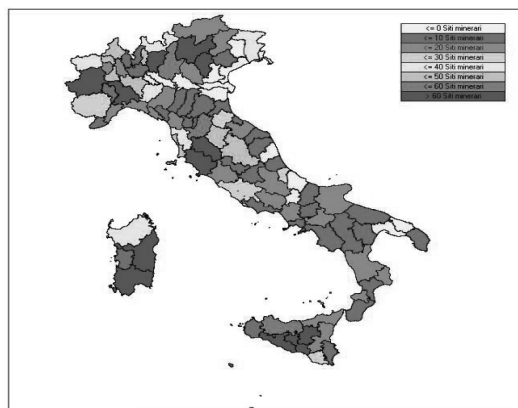 <= 0 Siti minerari
<= 10 Siti minerari
<= 20 Siti minerari
<= 30 Siti minerari
<= 40 Siti minerari
<= 50 Siti minerari
<= 60 Siti minerari
> 60 Siti minerari